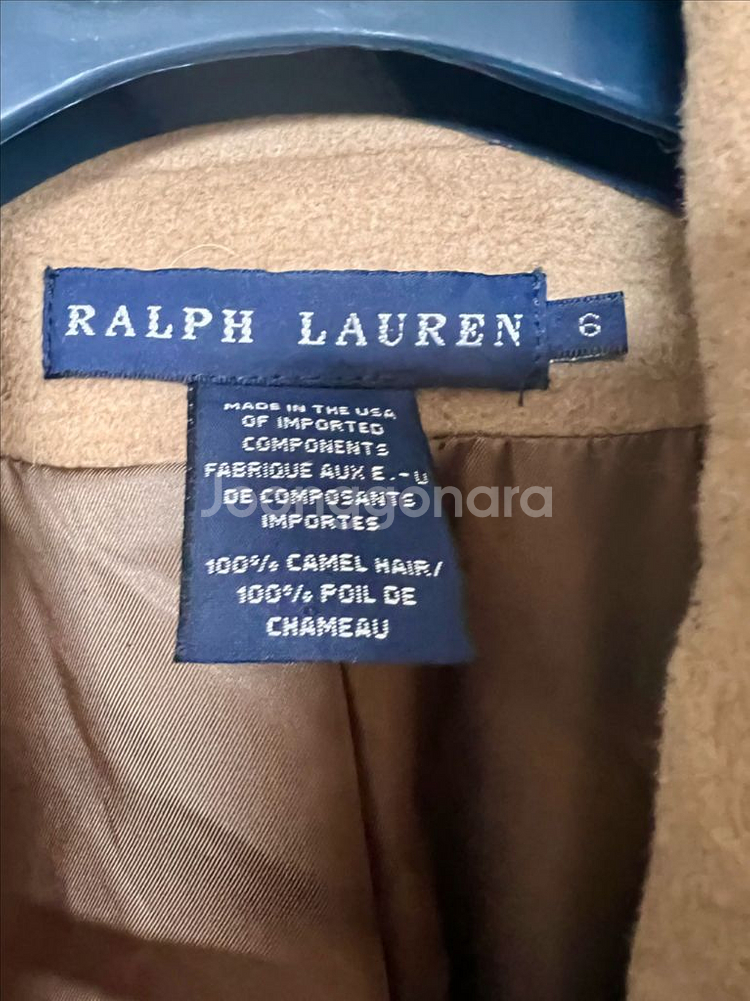 RALPH LAUREN 6
MADE IN THE USA
OF IMPORTED
COMPONENTS
FABRIQUE AUX E.-U
DE COMPOSANTS
IMPORTES
100% CAMEL HAIR/
100% POIL DE
CHAMEAU
Joonggonara